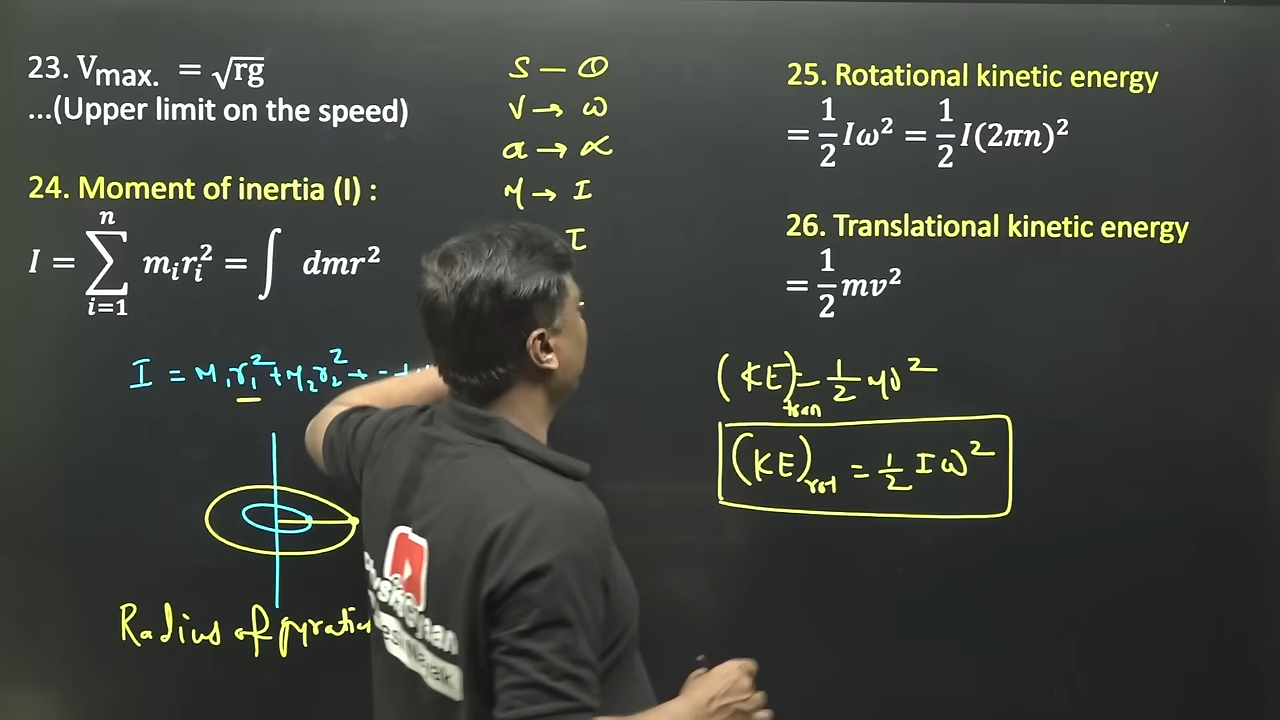 23. Vmax. = √rg
...(Upper limit on the speed)
24. Moment of inertia (I) :
I = ∑ⁿᵢ₌₁ mᵢrᵢ² = ∫ dmr²
I = M₁r₁² + M₂r₂² + -
Radius of gyration
S – θ
V → ω
a → α
M → I
I
25. Rotational kinetic energy
= 1/2 Iω² = 1/2 I(2πn)²
26. Translational kinetic energy
= 1/2 mv²
(KE)tran = 1/2 Mv²
(KE)rot = 1/2 Iω²